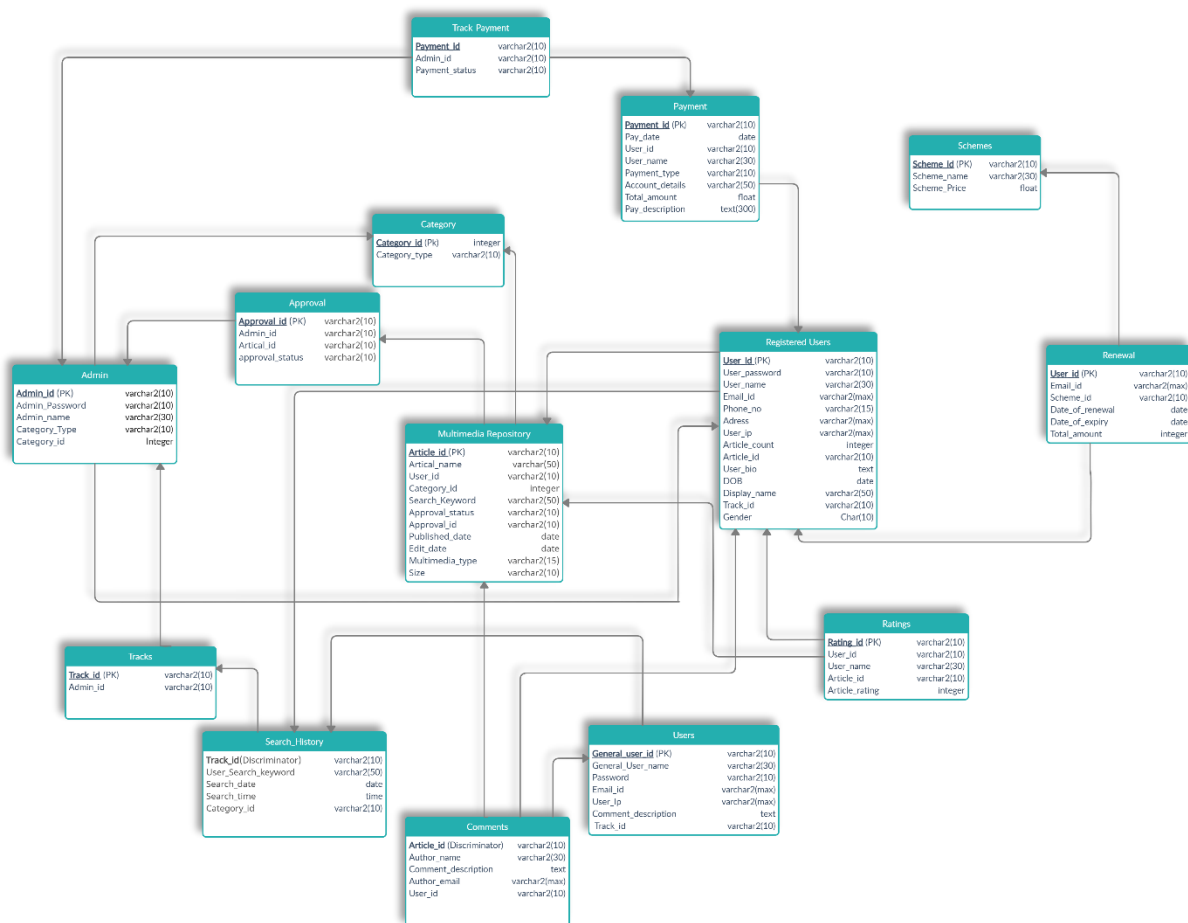 Track Payment
Payment_Id varchar2(10)
Admin_id varchar2(10)
Payment_status varchar2(10)
Payment
Payment_id (Pk) varchar2(10)
Pay_date date
User_id varchar2(10)
User_name varchar2(30)
Payment_type varchar2(10)
Account_details varchar2(50)
Total_amount float
Pay_description text(300)
Schemes
Scheme_Id (PK) varchar2(10)
Scheme_name varchar2(30)
Scheme_Price float
Category
Category_id (Pk) integer
Category_type varchar2(10)
Approval
Approval_id (PK) varchar2(10)
Admin_id varchar2(10)
Artical_id varchar2(10)
approval_status varchar2(10)
Admin
Admin_Id (PK) varchar2(10)
Admin_Password varchar2(10)
Admin_name varchar2(30)
Category_Type varchar2(10)
Category_id Integer
Registered Users
User_Id (PK) varchar2(10)
User_password varchar2(10)
User_name varchar2(30)
Email_id varchar2(max)
Phone_no varchar2(15)
Adress varchar2(max)
User_ip varchar2(max)
Article_count integer
Article_id varchar2(10)
User_bio text
DOB date
Display_name varchar2(50)
Track_id varchar2(10)
Gender Char(10)
Renewal
User_id (PK) varchar2(10)
Email_id varchar2(max)
Scheme_id varchar2(10)
Date_of_renewal date
Date_of_expiry date
Total_amount integer
Multimedia Repository
Article_id (PK) varchar2(10)
Artical_name varchar(50)
User_id varchar2(10)
Category_id integer
Search_Keyword varchar2(50)
Approval_status varchar2(10)
Approval_id varchar2(10)
Published_date date
Edit_date date
Multimedia_type varchar2(15)
Size varchar2(10)
Ratings
Rating_id (PK) varchar2(10)
User_id varchar2(10)
User_name varchar2(30)
Article_id varchar2(10)
Article_rating integer
Tracks
Track_id (PK) varchar2(10)
Admin_id varchar2(10)
Search_History
Track_id(Discriminator) varchar2(10)
User_Search_keyword varchar2(50)
Search_date date
Search_time time
Category_id varchar2(10)
Users
General_user_id (PK) varchar2(10)
General_User_name varchar2(30)
Password varchar2(10)
Email_id varchar2(max)
User_Ip varchar2(max)
Comment_description text
Track_id varchar2(10)
Comments
Article_id (Discriminator) varchar2(10)
Author_name varchar2(30)
Comment_description text
Author_email varchar2(max)
User_id varchar2(10)